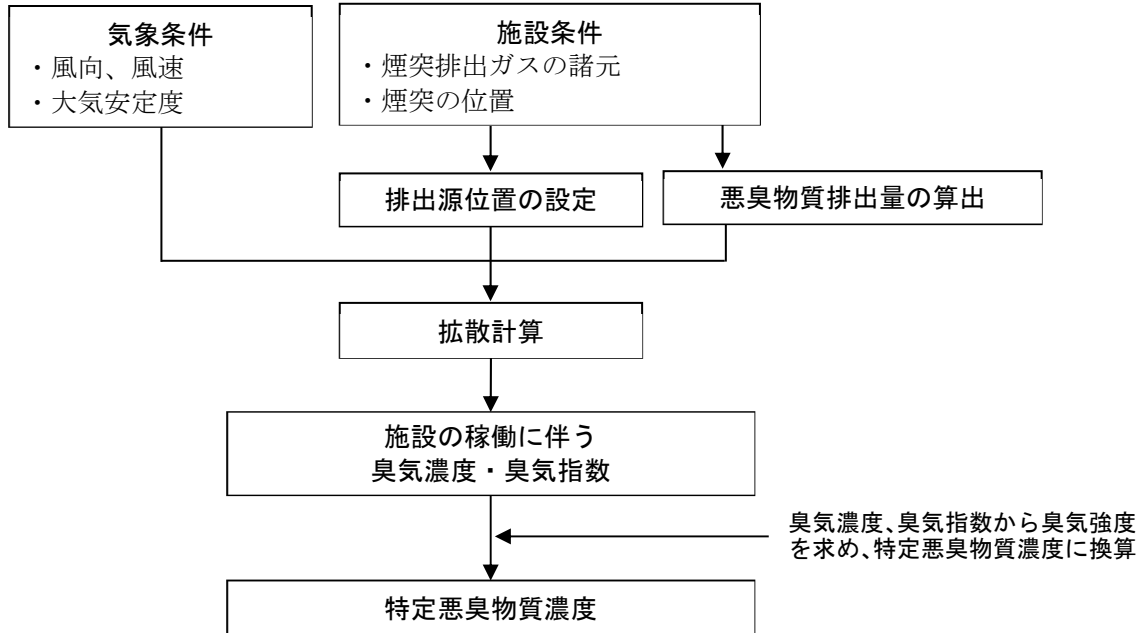 気象条件
・風向、風速
・大気安定度
施設条件
・煙突排出ガスの諸元
・煙突の位置
排出源位置の設定
悪臭物質排出量の算出
拡散計算
施設の稼働に伴う
臭気濃度・臭気指数
臭気濃度、臭気指数から臭気強度
を求め、特定悪臭物質濃度に換算
特定悪臭物質濃度